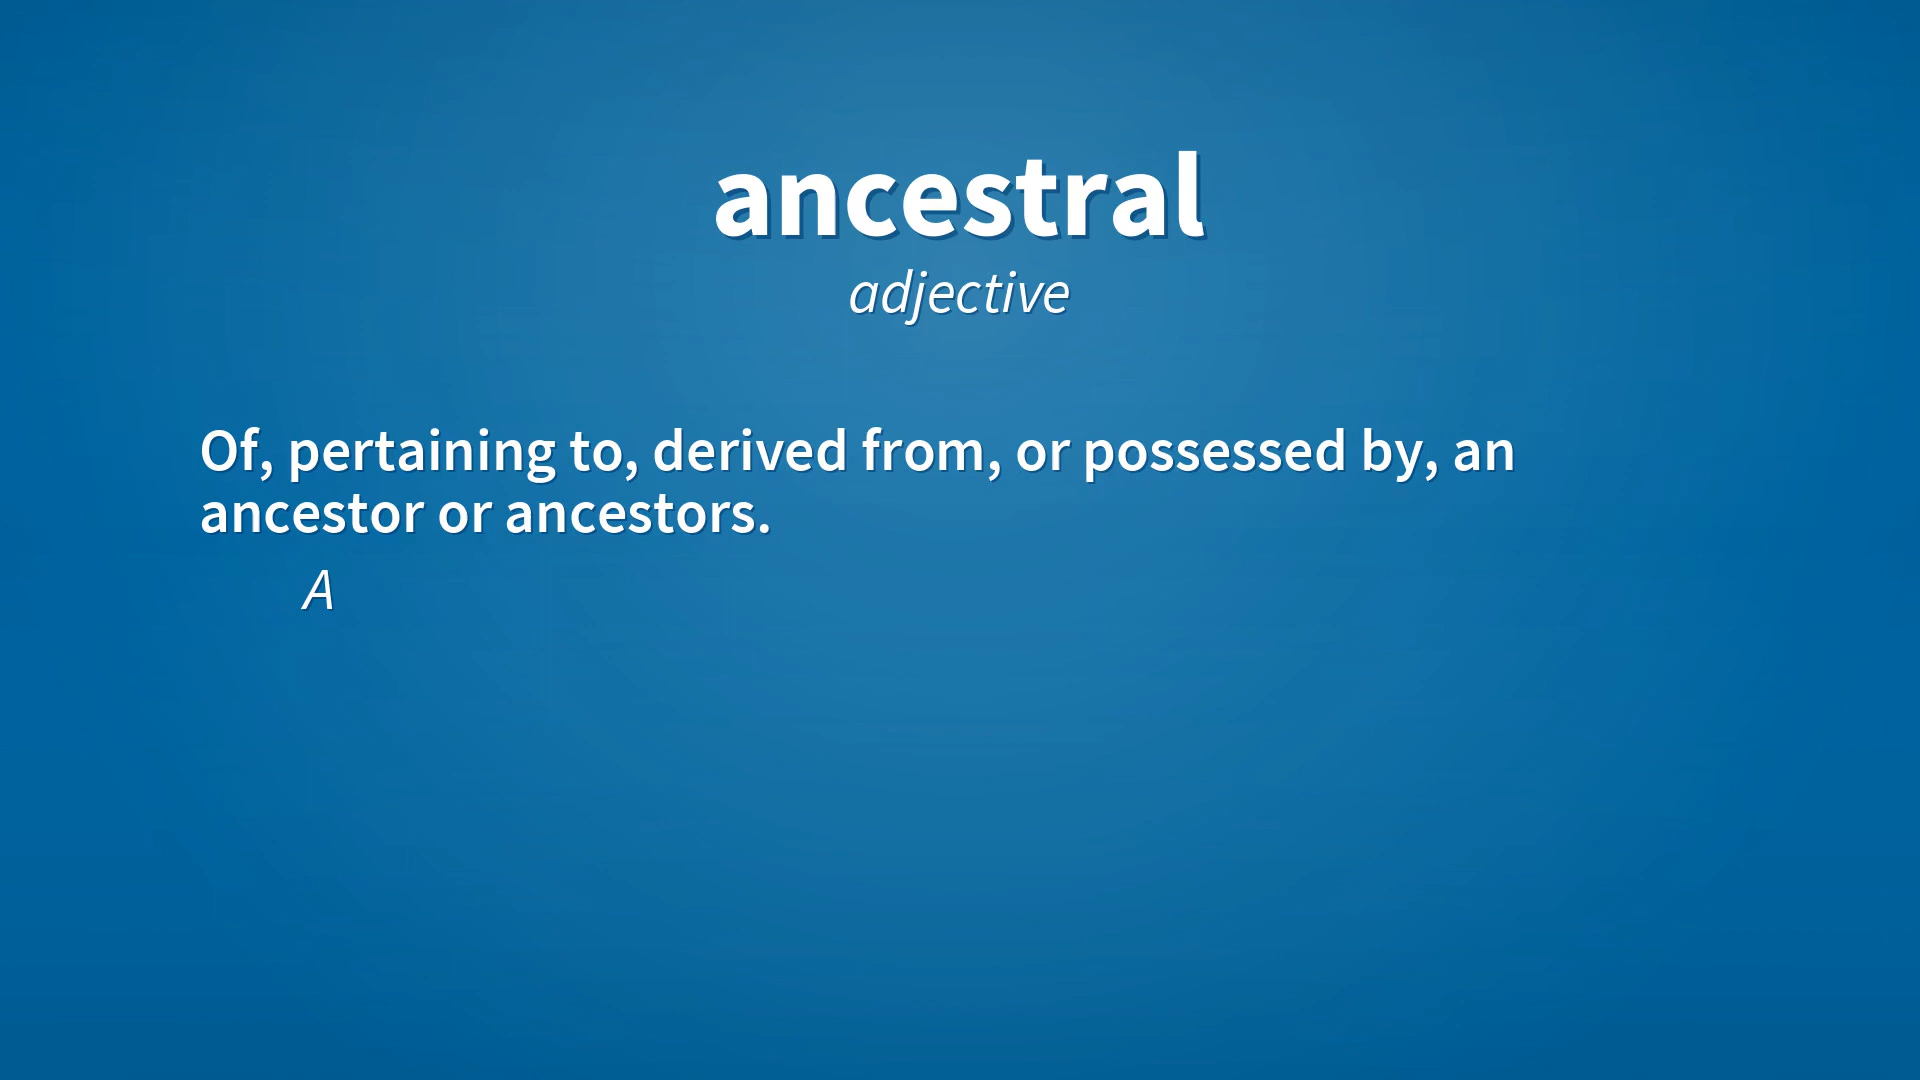 ancestral
adjective
Of, pertaining to, derived from, or possessed by, an
ancestor or ancestors.
A